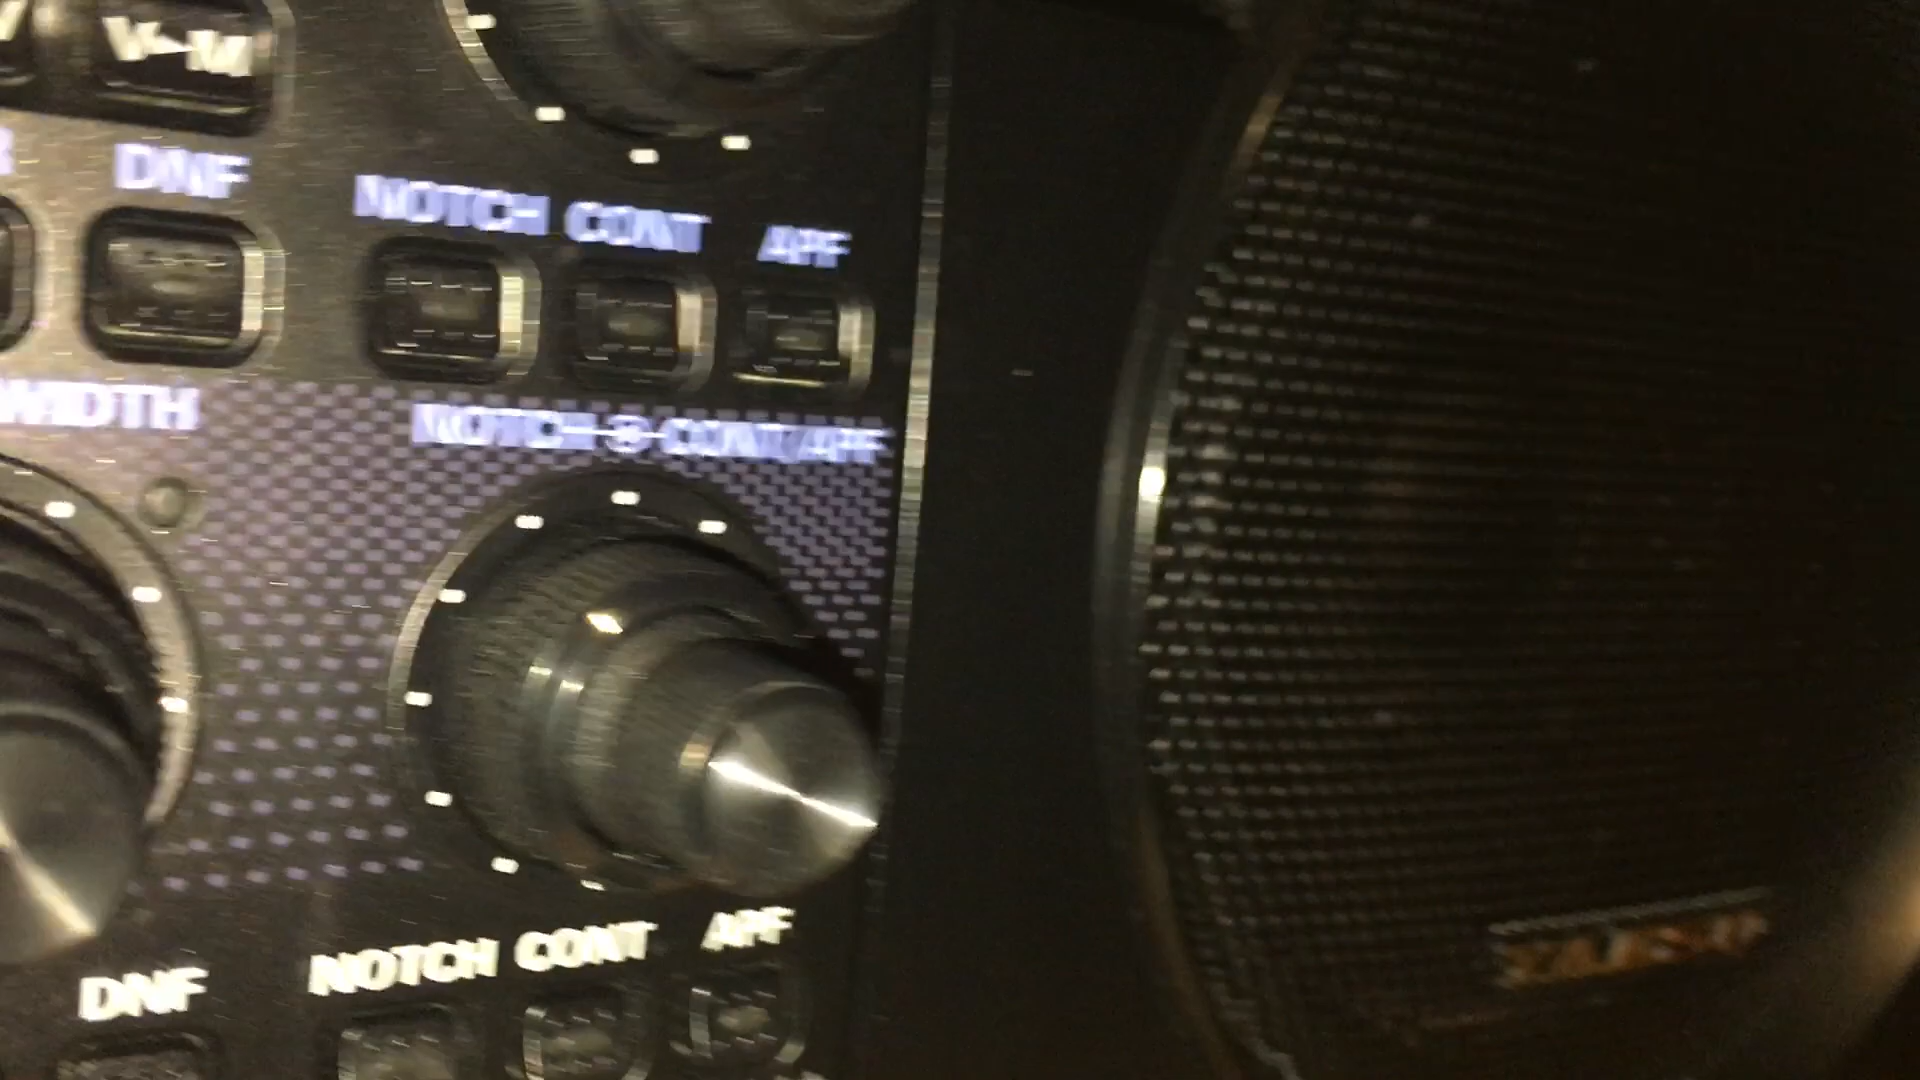 V←M
DNF NOTCH CONT APF
WIDTH NOTCH CONT/APF
DNF NOTCH CONT APF